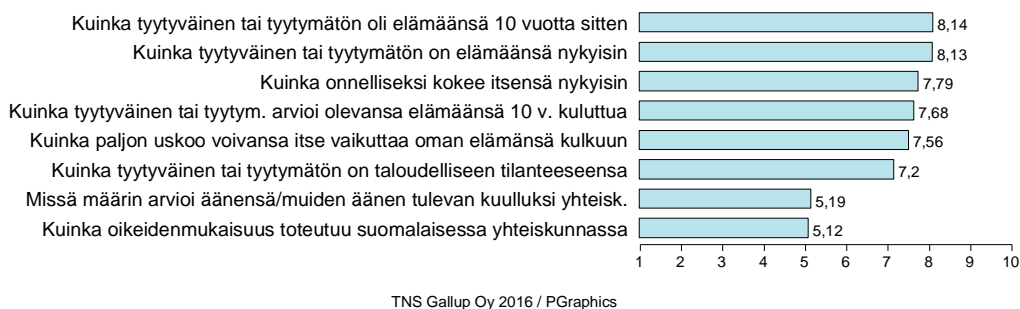 Kuinka tyytyväinen tai tyytymätön oli elämäänsä 10 vuotta sitten 8,14
Kuinka tyytyväinen tai tyytymätön on elämäänsä nykyisin 8,13
Kuinka onnelliseksi kokee itsensä nykyisin 7,79
Kuinka tyytyväinen tai tyytym. arvioi olevansa elämäänsä 10 v. kuluttua 7,68
Kuinka paljon uskoo voivansa itse vaikuttaa oman elämänsä kulkuun 7,56
Kuinka tyytyväinen tai tyytymätön on taloudelliseen tilanteeseensa 7,2
Missä määrin arvioi äänensä/muiden äänen tulevan kuulluksi yhteisk. 5,19
Kuinka oikeidenmukaisuus toteutuu suomalaisessa yhteiskunnassa 5,12
1 2 3 4 5 6 7 8 9 10
TNS Gallup Oy 2016 / PGraphics